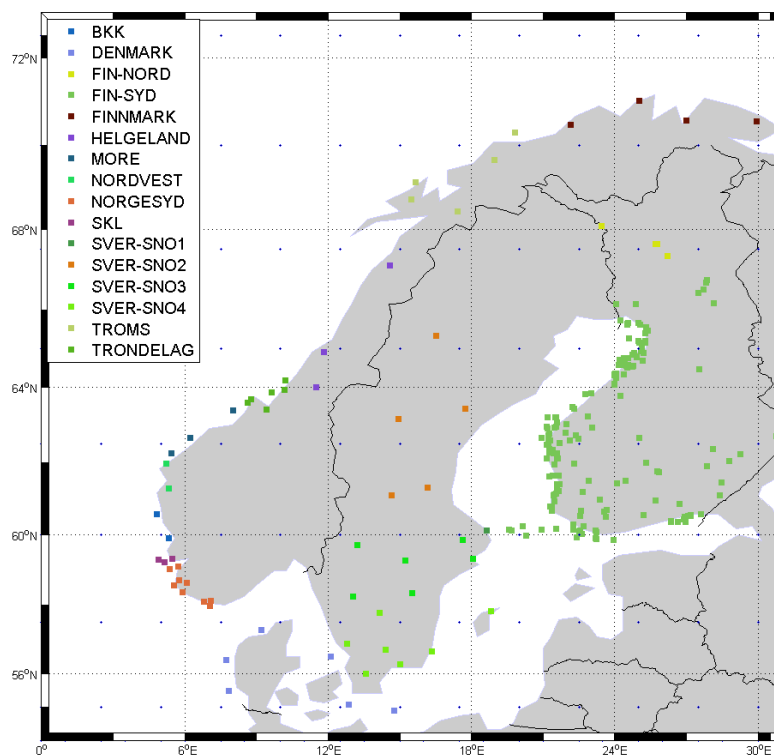 BKK
DENMARK
FIN-NORD
FIN-SYD
FINNMARK
HELGELAND
MORE
NORDVEST
NORGESYD
SKL
SVER-SNO1
SVER-SNO2
SVER-SNO3
SVER-SNO4
TROMS
TRONDELAG
72°N
68°N
64°N
60°N
56°N
0°
6°E
12°E
18°E
24°E
30°E